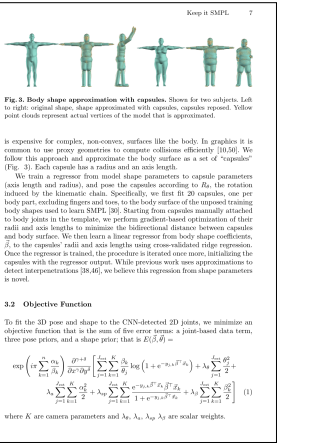 Keep it SMPL 7
Fig. 3. Body shape approximation with capsules. Shown for two subjects. Left
to right: original shape, shape approximated with capsules, capsules reposed. Yellow
point clouds represent actual vertices of the model that is approximated.
is expensive for complex, non-convex, surfaces like the body. In graphics it is
common to use proxy geometries to compute collisions efficiently [10,50]. We
follow this approach and approximate the body surface as a set of “capsules”
(Fig. 3). Each capsule has a radius and an axis length.
We train a regressor from model shape parameters to capsule parameters
(axis length and radius), and pose the capsules according to R_θ, the rotation
induced by the kinematic chain. Specifically, we first fit 20 capsules, one per
body part, excluding fingers and toes, to the body surface of the unposed training
body shapes used to learn SMPL [30]. Starting from capsules manually attached
to body joints in the template, we perform gradient-based optimization of their
radii and axis lengths to minimize the bidirectional distance between capsules
and body surface. We then learn a linear regressor from body shape coefficients,
β⃗, to the capsules’ radii and axis lengths using cross-validated ridge regression.
Once the regressor is trained, the procedure is iterated once more, initializing the
capsules with the regressor output. While previous work uses approximations to
detect interpenetrations [38,46], we believe this regression from shape parameters
is novel.
3.2 Objective Function
To fit the 3D pose and shape to the CNN-detected 2D joints, we minimize an
objective function that is the sum of five error terms: a joint-based data term,
three pose priors, and a shape prior; that is E(β⃗, θ⃗) =
(1)
where K are camera parameters and λ_θ, λ_a, λ_sp λ_β are scalar weights.